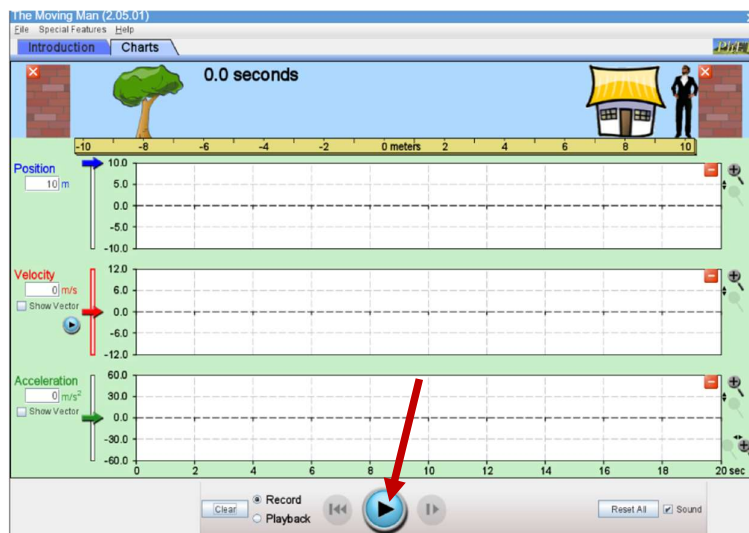 The Moving Man (2.05.01)
File Special Features Help
Introduction Charts
PhET
0.0 seconds
-10 -8 -6 -4 -2 0 meters 2 4 6 8 10
Position
10 m
10.0
5.0
0.0
-5.0
-10.0
Velocity
0 m/s
Show Vector
12.0
6.0
0.0
-6.0
-12.0
Acceleration
0 m/s²
Show Vector
60.0
30.0
0.0
-30.0
-60.0
0 2 4 6 8 10 12 14 16 18 20 sec
Clear
Record
Playback
Reset All
Sound